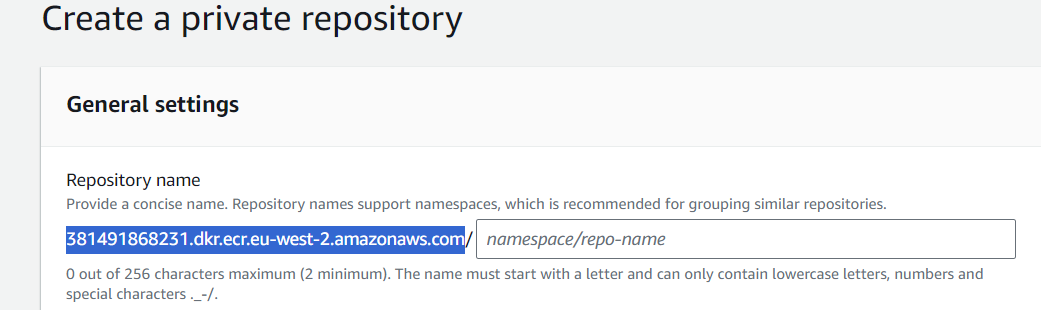 Create a private repository
General settings
Repository name
Provide a concise name. Repository names support namespaces, which is recommended for grouping similar repositories.
381491868231.dkr.ecr.eu-west-2.amazonaws.com/ namespace/repo-name
0 out of 256 characters maximum (2 minimum). The name must start with a letter and can only contain lowercase letters, numbers and
special characters ._-/.